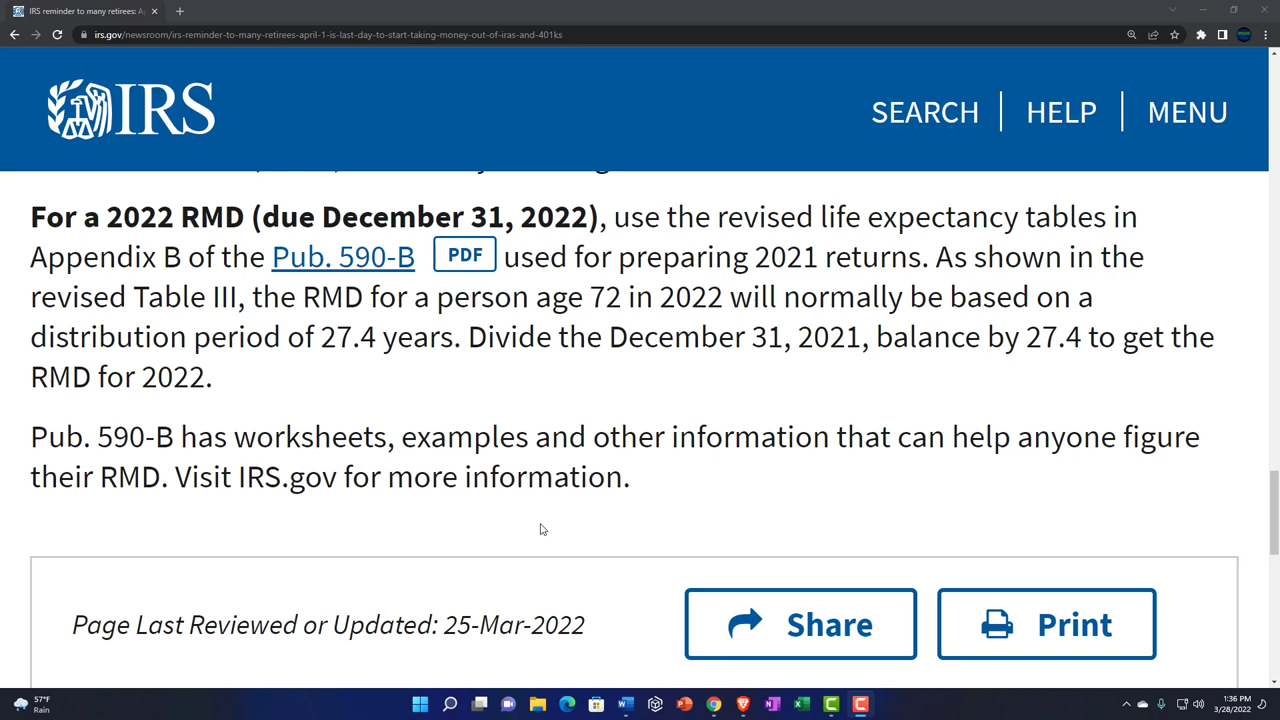 IRS reminder to many retirees: A
irs.gov/newsroom/irs-reminder-to-many-retirees-april-1-is-last-day-to-start-taking-money-out-of-iras-and-401ks
IRS
SEARCH HELP MENU
For a 2022 RMD (due December 31, 2022), use the revised life expectancy tables in
Appendix B of the Pub. 590-B PDF used for preparing 2021 returns. As shown in the
revised Table III, the RMD for a person age 72 in 2022 will normally be based on a
distribution period of 27.4 years. Divide the December 31, 2021, balance by 27.4 to get the
RMD for 2022.
Pub. 590-B has worksheets, examples and other information that can help anyone figure
their RMD. Visit IRS.gov for more information.
Page Last Reviewed or Updated: 25-Mar-2022 Share Print
57°F
Rain
1:36 PM
3/28/2022